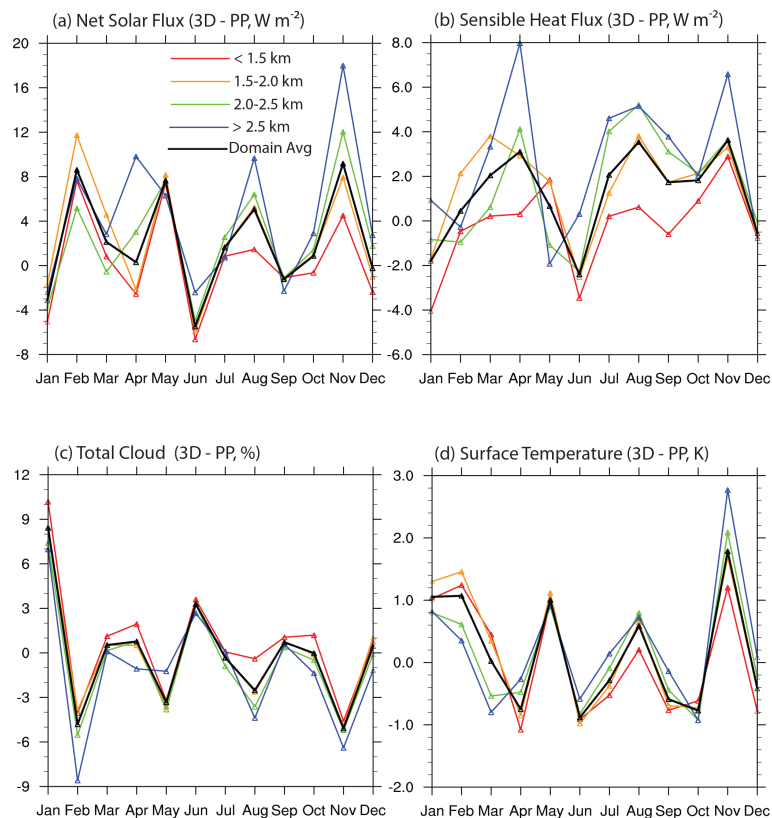 (a) Net Solar Flux (3D - PP, W m⁻²)
20
16
12
8
4
0
-4
-8
< 1.5 km
1.5-2.0 km
2.0-2.5 km
> 2.5 km
Domain Avg
Jan Feb Mar Apr May Jun Jul Aug Sep Oct Nov Dec
(b) Sensible Heat Flux (3D - PP, W m⁻²)
8.0
6.0
4.0
2.0
0.0
-2.0
-4.0
-6.0
Jan Feb Mar Apr May Jun Jul Aug Sep Oct Nov Dec
(c) Total Cloud (3D - PP, %)
12
9
6
3
0
-3
-6
-9
Jan Feb Mar Apr May Jun Jul Aug Sep Oct Nov Dec
(d) Surface Temperature (3D - PP, K)
3.0
2.0
1.0
0.0
-1.0
-2.0
Jan Feb Mar Apr May Jun Jul Aug Sep Oct Nov Dec